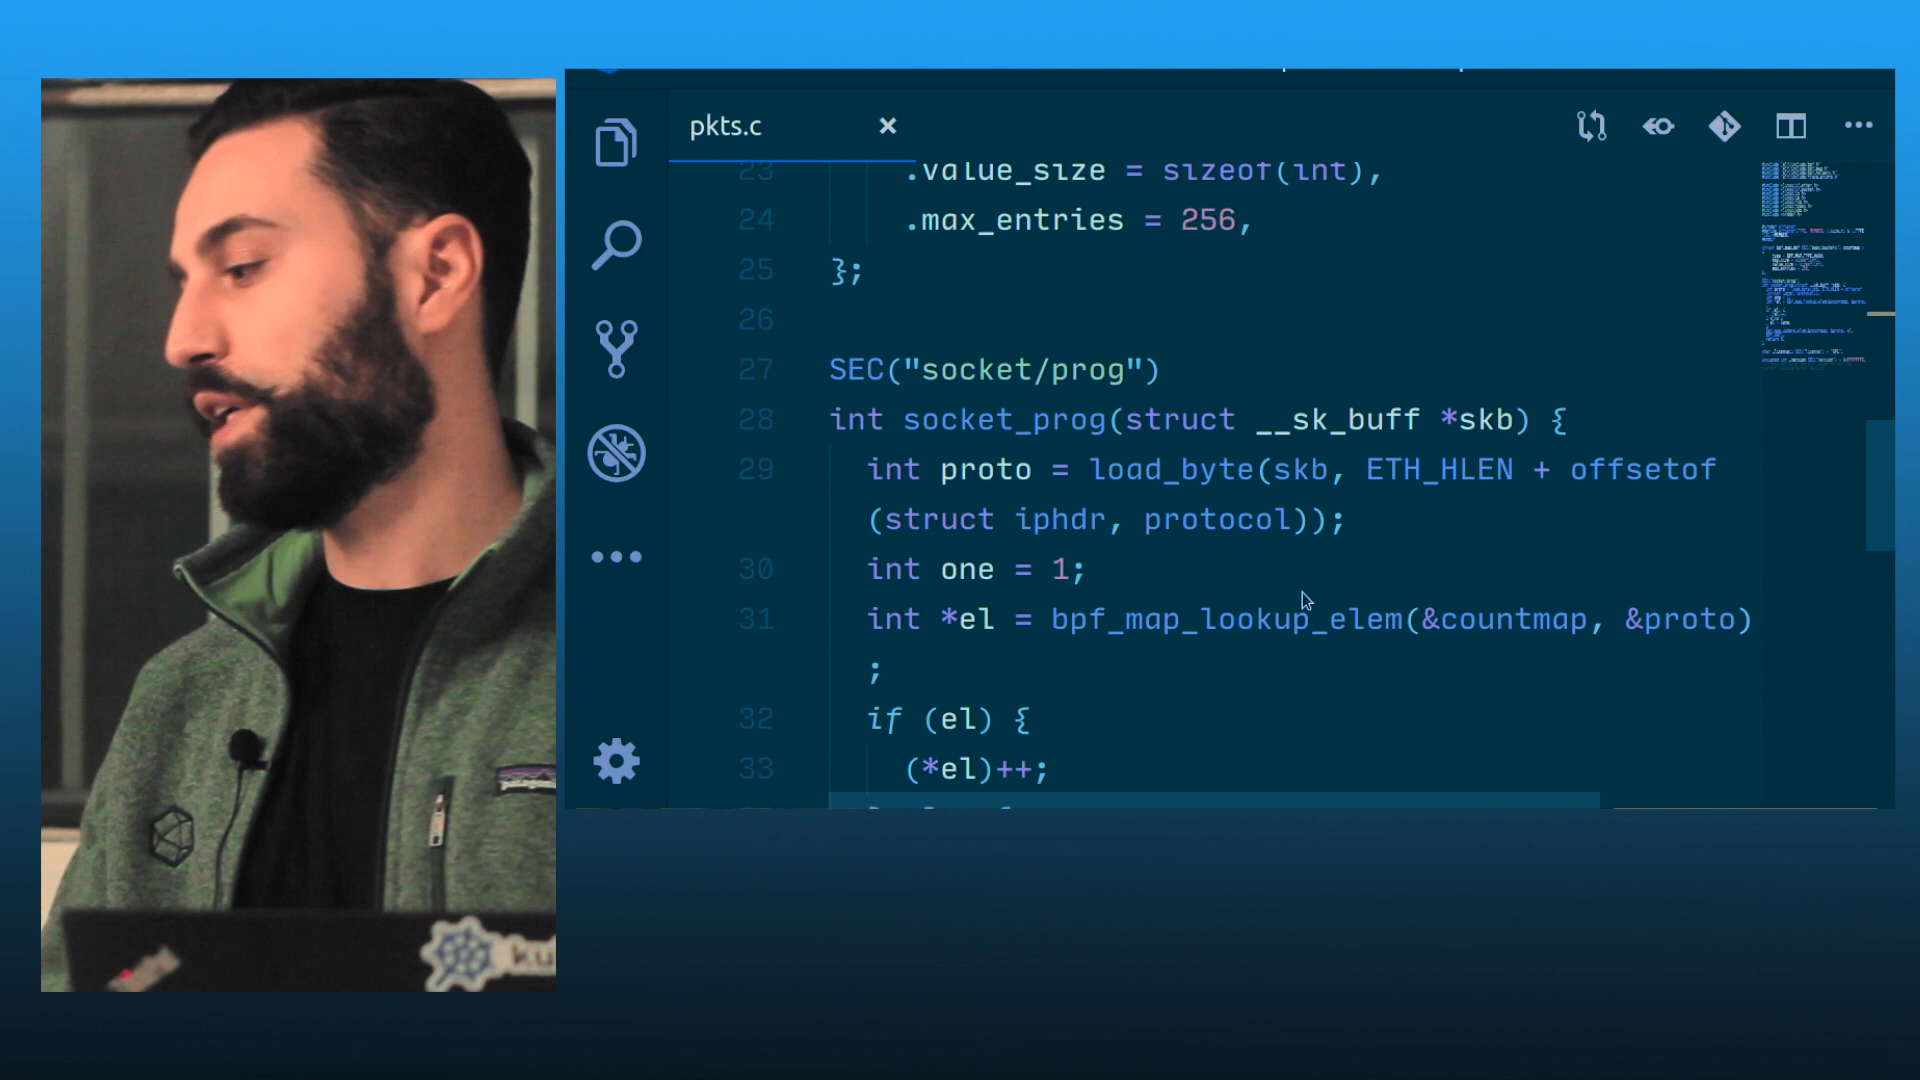 pkts.c
23 .value_size = sizeof(int),
24 .max_entries = 256,
25 };
26
27 SEC("socket/prog")
28 int socket_prog(struct __sk_buff *skb) {
29 int proto = load_byte(skb, ETH_HLEN + offsetof
(struct iphdr, protocol));
30 int one = 1;
31 int *el = bpf_map_lookup_elem(&countmap, &proto)
;
32 if (el) {
33 (*el)++;
patagonia
ku